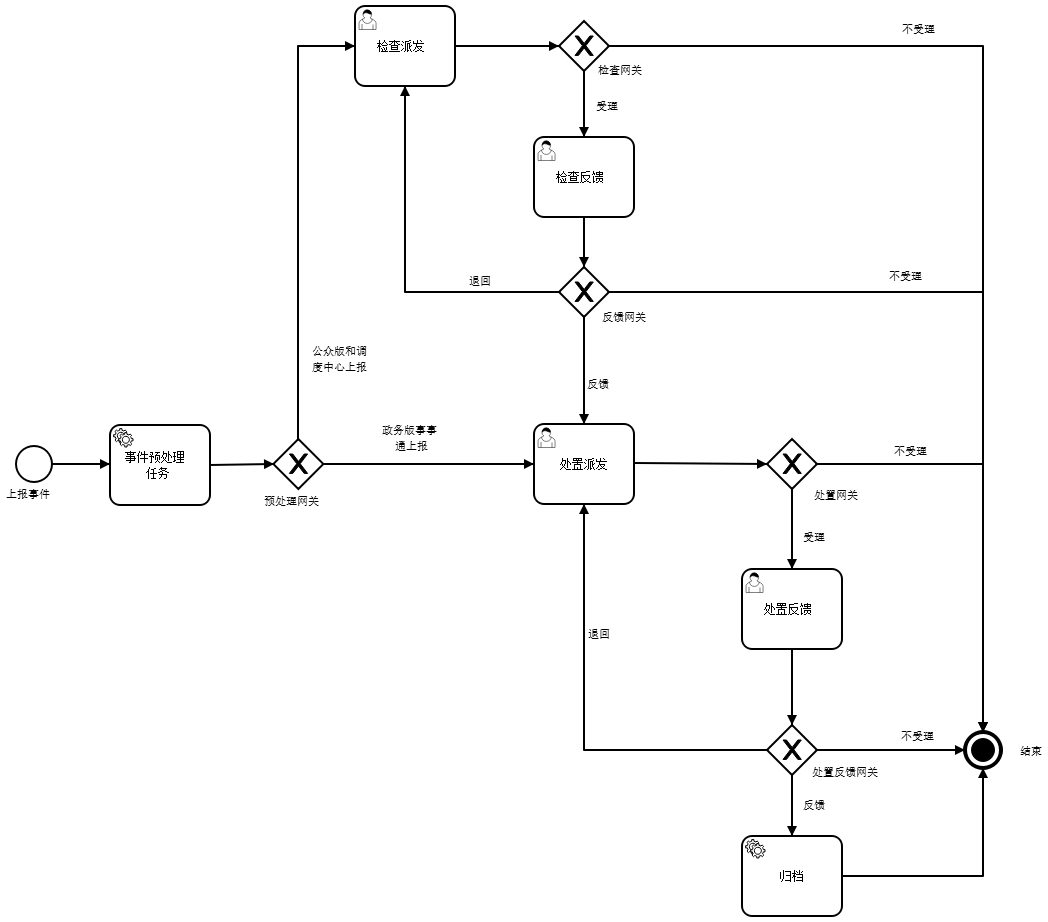 不受理
检查派发
检查网关
受理
检查反馈
不受理
退回
反馈网关
公众版和调
度中心上报
反馈
政务版事事
通上报
不受理
事件预处理
任务
处置派发
上报事件
预处理网关
处置网关
受理
处置反馈
退回
不受理
结束
处置反馈网关
反馈
归档